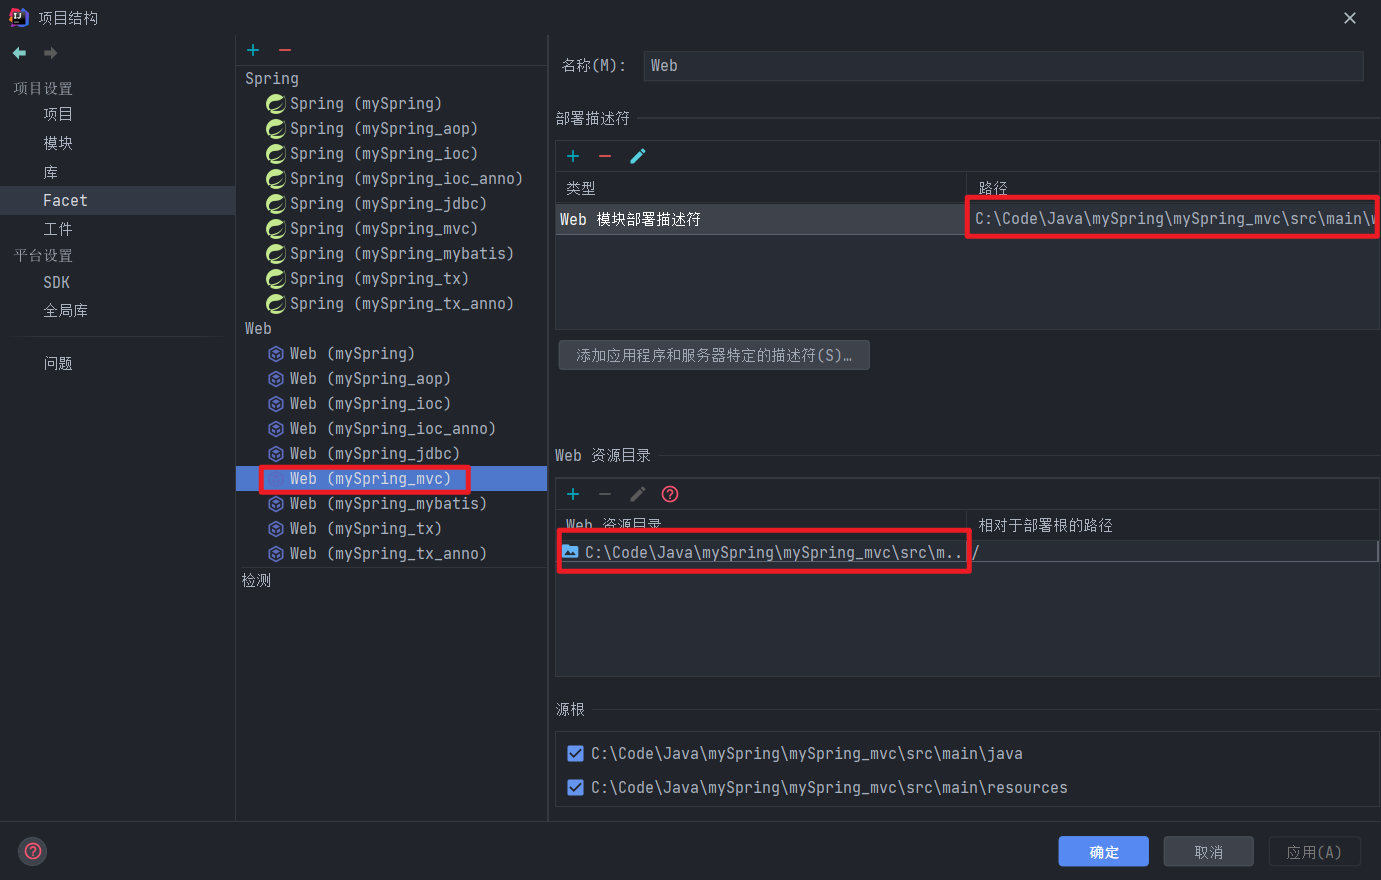 项目结构
项目设置
项目
模块
库
Facet
工件
平台设置
SDK
全局库
问题
Spring
Spring (mySpring)
Spring (mySpring_aop)
Spring (mySpring_ioc)
Spring (mySpring_ioc_anno)
Spring (mySpring_jdbc)
Spring (mySpring_mvc)
Spring (mySpring_mybatis)
Spring (mySpring_tx)
Spring (mySpring_tx_anno)
Web
Web (mySpring)
Web (mySpring_aop)
Web (mySpring_ioc)
Web (mySpring_ioc_anno)
Web (mySpring_jdbc)
Web (mySpring_mvc)
Web (mySpring_mybatis)
Web (mySpring_tx)
Web (mySpring_tx_anno)
检测
名称(M): Web
部署描述符
类型 路径
Web 模块部署描述符 C:\Code\Java\mySpring\mySpring_mvc\src\main\
添加应用程序和服务器特定的描述符(S)…
Web 资源目录
Web 资源目录 相对于部署根的路径
C:\Code\Java\mySpring\mySpring_mvc\src\m.. /
源根
C:\Code\Java\mySpring\mySpring_mvc\src\main\java
C:\Code\Java\mySpring\mySpring_mvc\src\main\resources
确定 取消 应用(A)